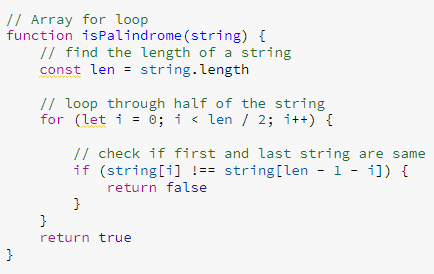 // Array for loop
function isPalindrome(string) {
    // find the length of a string
    const len = string.length

    // loop through half of the string
    for (let i = 0; i < len / 2; i++) {

        // check if first and last string are same
        if (string[i] !== string[len - 1 - i]) {
            return false
        }
    }
    return true
}